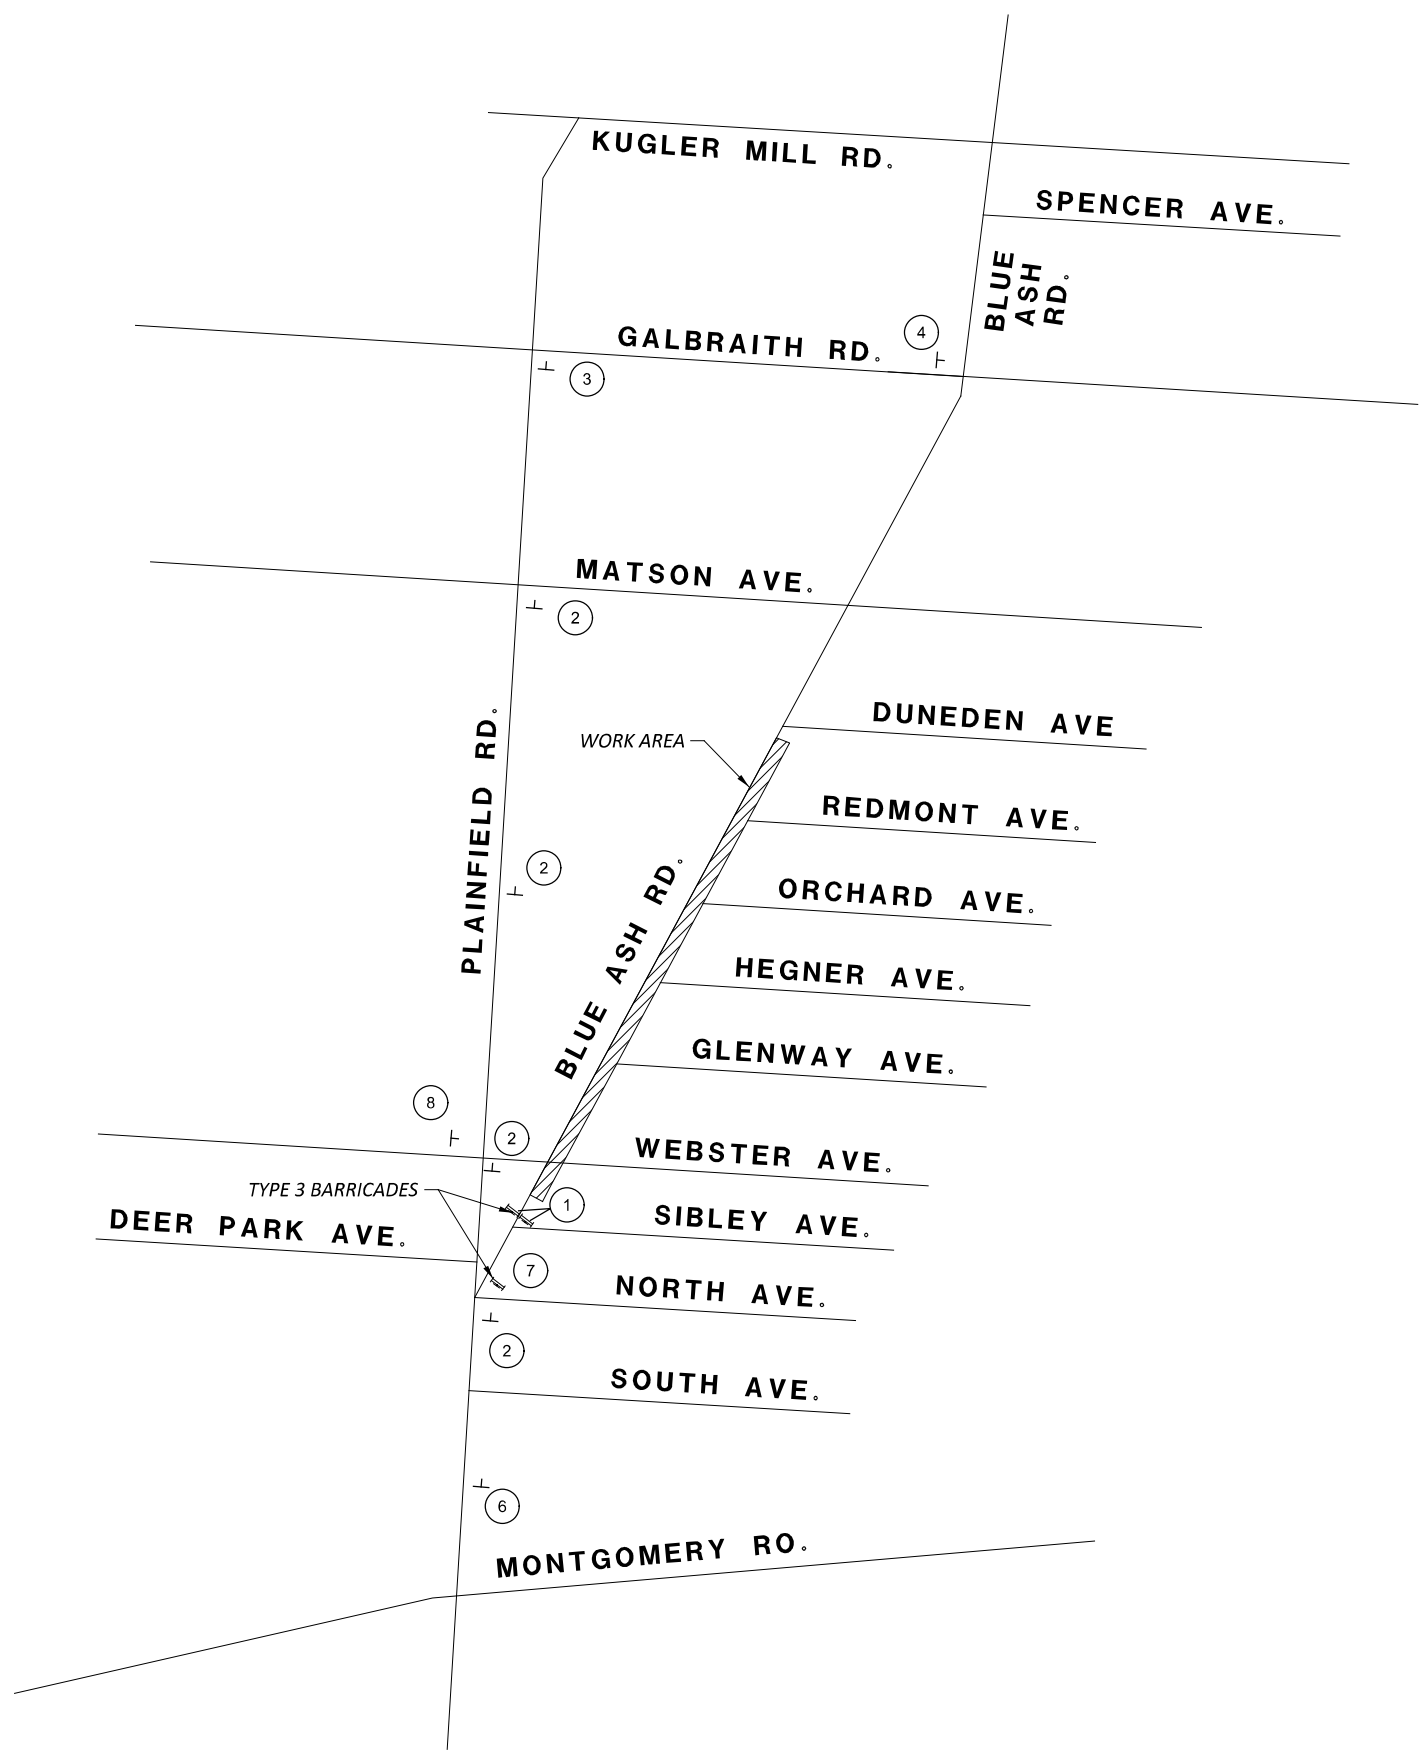 KUGLER MILL RD.
SPENCER AVE.
BLUE
ASH
RD.
4
GALBRAITH RD.
3
MATSON AVE.
2
DUNEDEN AVE
WORK AREA
PLAINFIELD RD.
REDMONT AVE.
2
BLUE ASH RD.
ORCHARD AVE.
HEGNER AVE.
GLENWAY AVE.
8
2
WEBSTER AVE.
TYPE 3 BARRICADES
1
DEER PARK AVE.
SIBLEY AVE.
7
NORTH AVE.
2
SOUTH AVE.
6
MONTGOMERY RO.